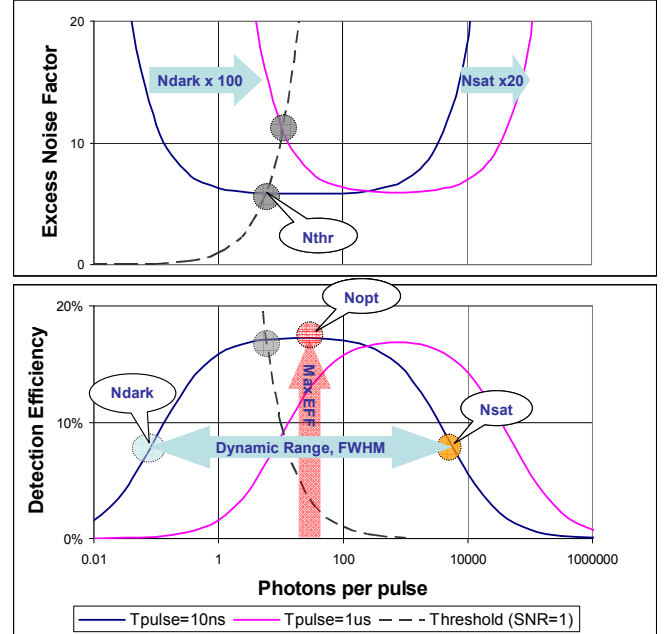 20
10
0
Excess Noise Factor
Ndark x 100
Nsat x20
Nthr
20%
10%
0%
Detection Efficiency
Nopt
Ndark
Nsat
Max EFF
Dynamic Range, FWHM
0.01
1
100
10000
1000000
Photons per pulse
Tpulse=10ns
Tpulse=1us
Threshold (SNR=1)